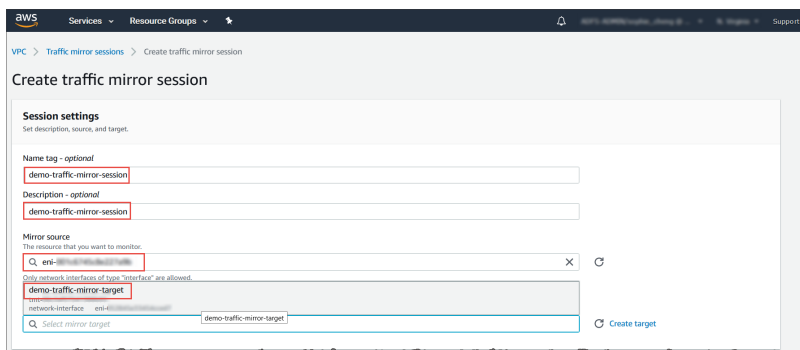 aws
Services
Resource Groups
Support
VPC > Traffic mirror sessions > Create traffic mirror session
Create traffic mirror session
Session settings
Set description, source, and target.
Name tag - optional
demo-traffic-mirror-session
Description - optional
demo-traffic-mirror-session
Mirror source
The resource that you want to monitor.
eni-
Only network interfaces of type "interface" are allowed.
demo-traffic-mirror-target
network-interface eni-
demo-traffic-mirror-target
Select mirror target
Create target